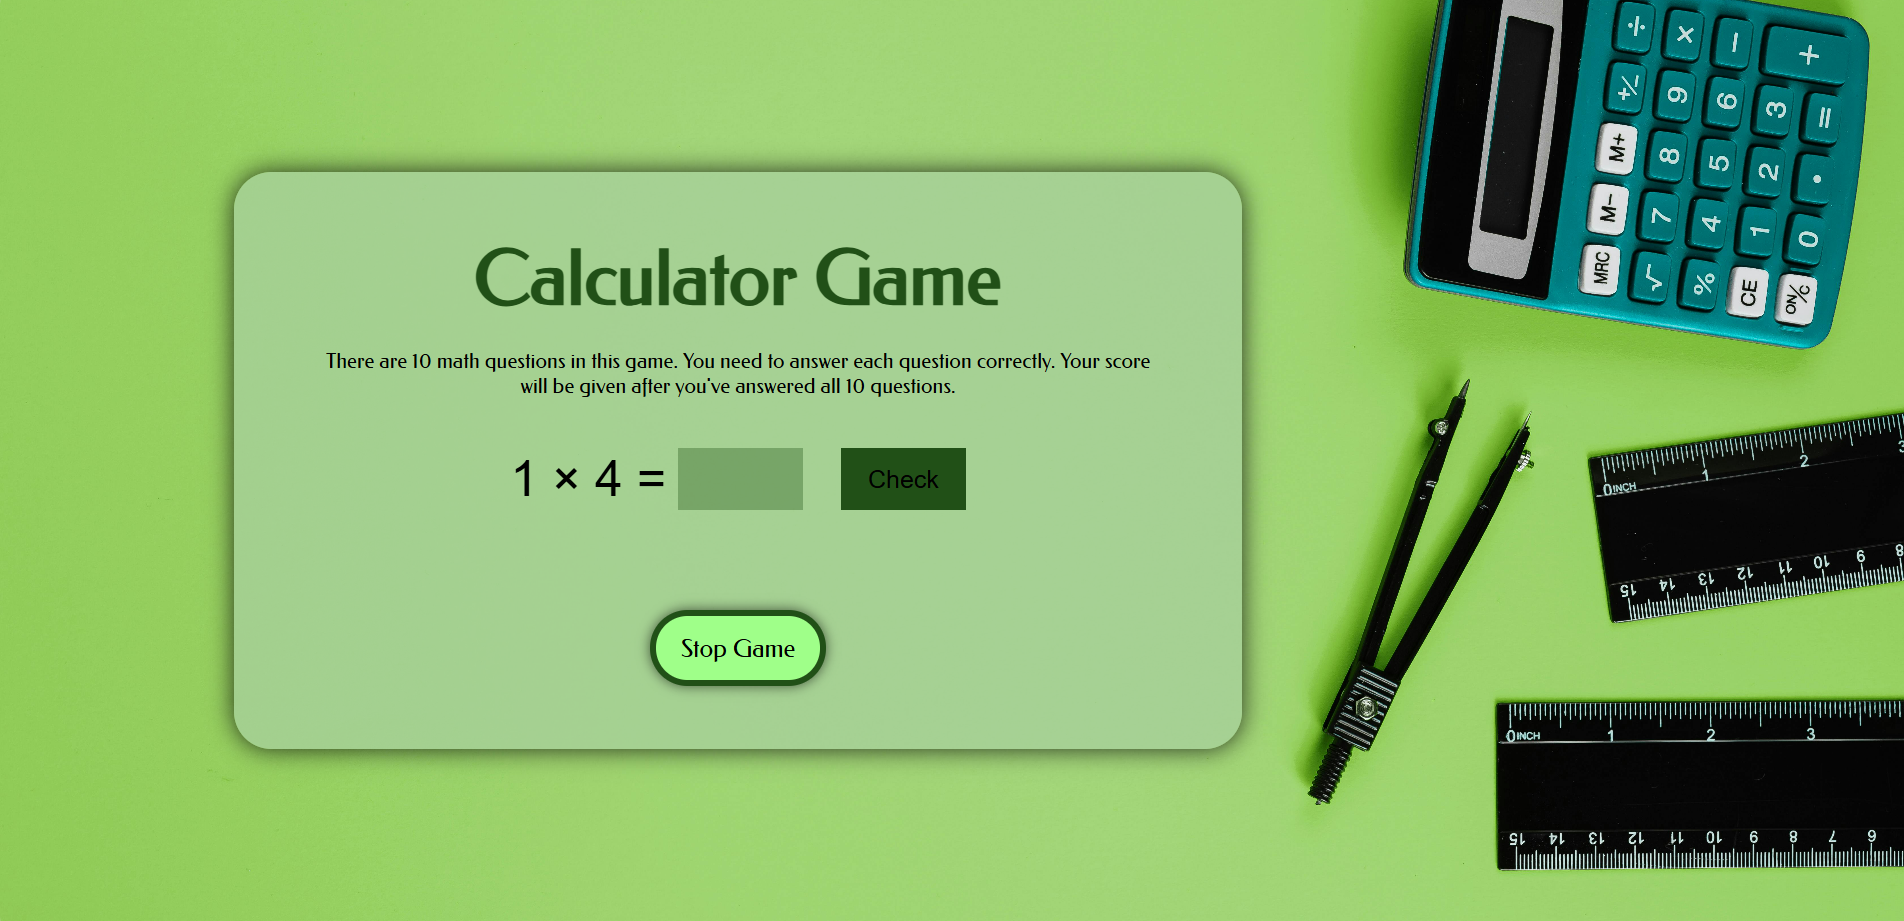 Calculator Game
There are 10 math questions in this game. You need to answer each question correctly. Your score
will be given after you've answered all 10 questions.
1 × 4 =
Check
Stop Game
÷ × − +
+/− 9 6 3 =
M+ 8 5 2 •
M− 7 4 1 0
MRC √ % CE ON/C
0 INCH 1 2 3
15 14 13 12 11 10 9 8
0 INCH 1 2 3
15 14 13 12 11 10 9 8 7 6